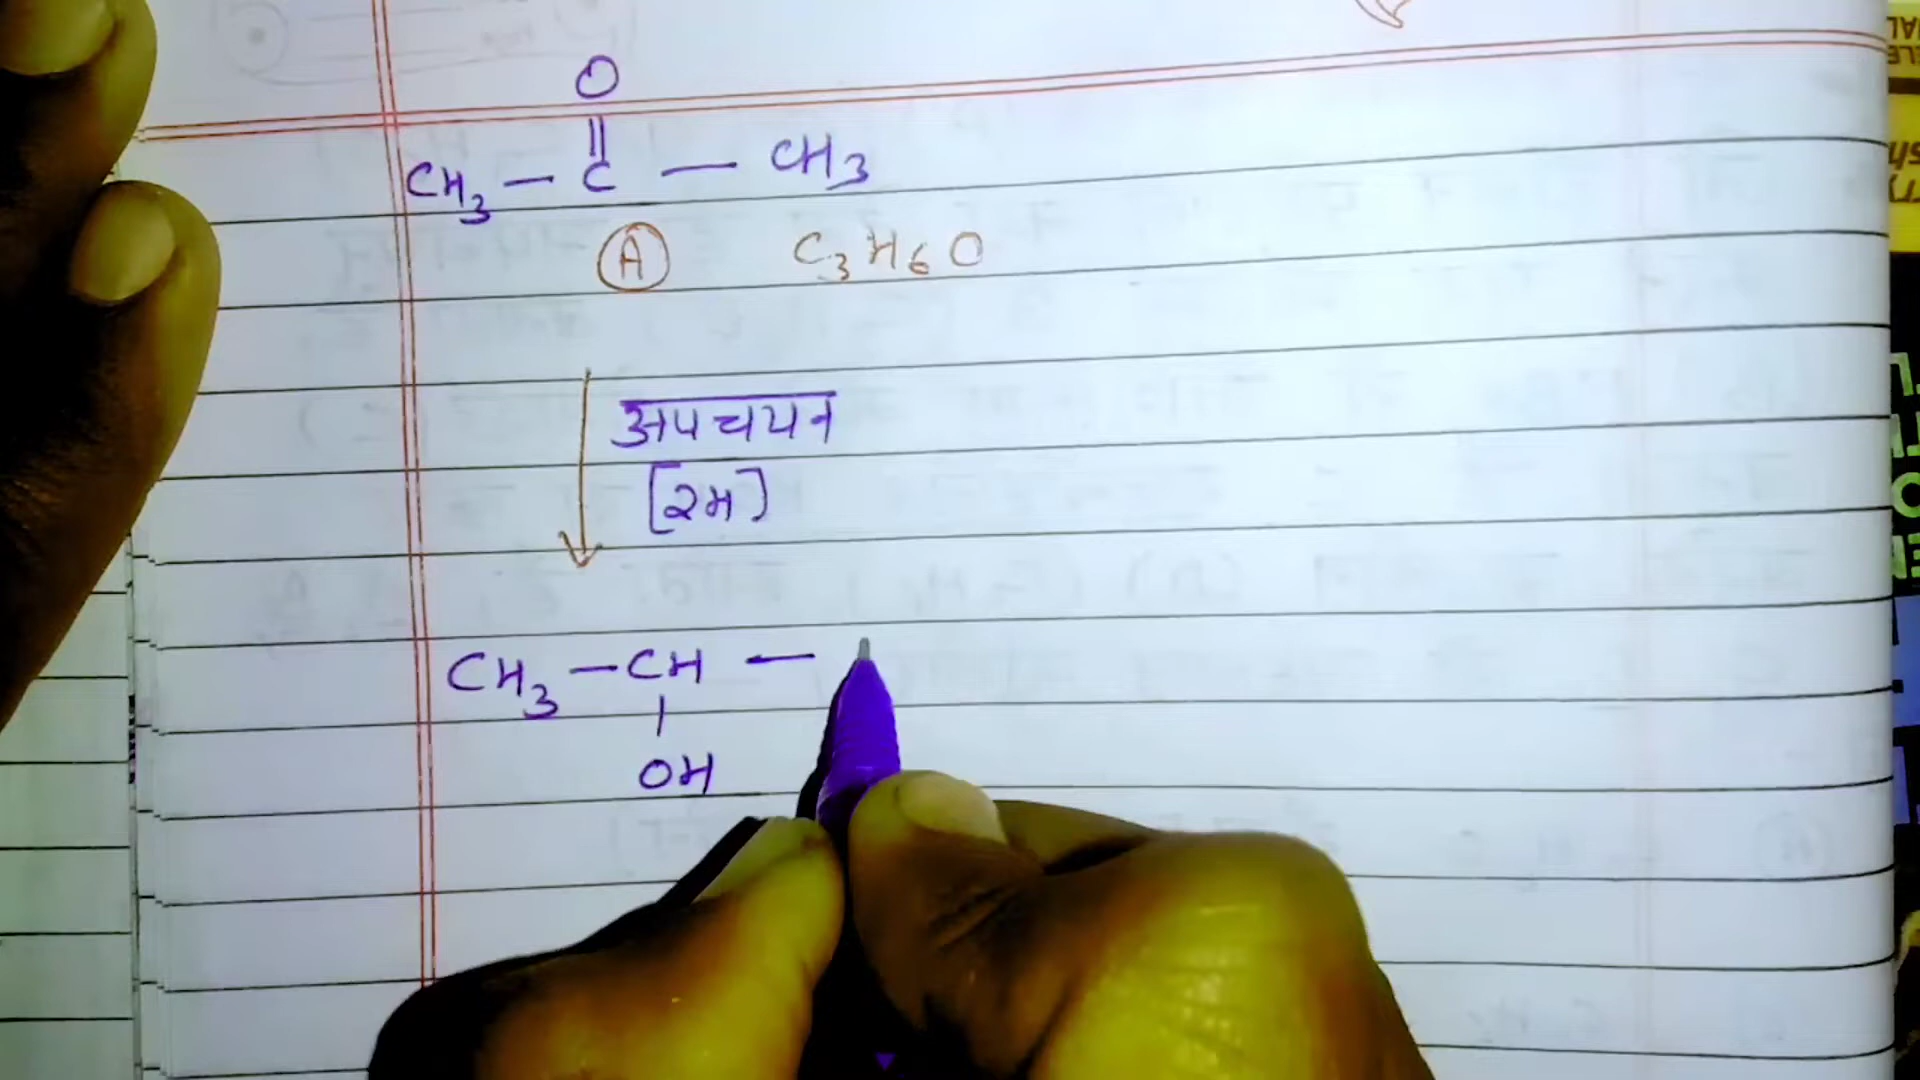 O
||
CH3 — C — CH3
A C3H6O
अपचयन
[2H]
CH3 — CH —
|
OH